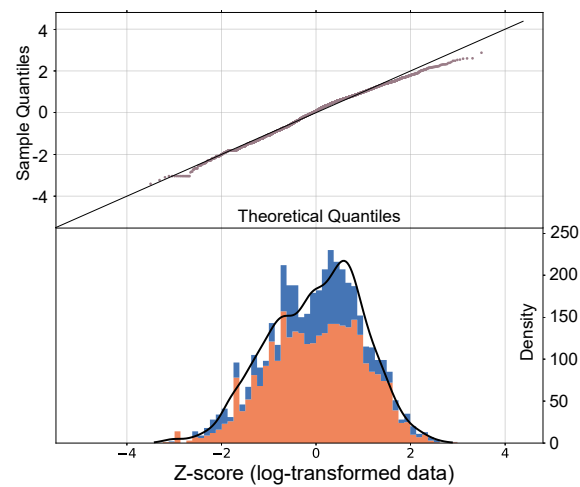 4
2
0
−2
−4
Sample Quantiles
Theoretical Quantiles
250
200
150
100
50
0
Density
−4 −2 0 2 4
Z-score (log-transformed data)